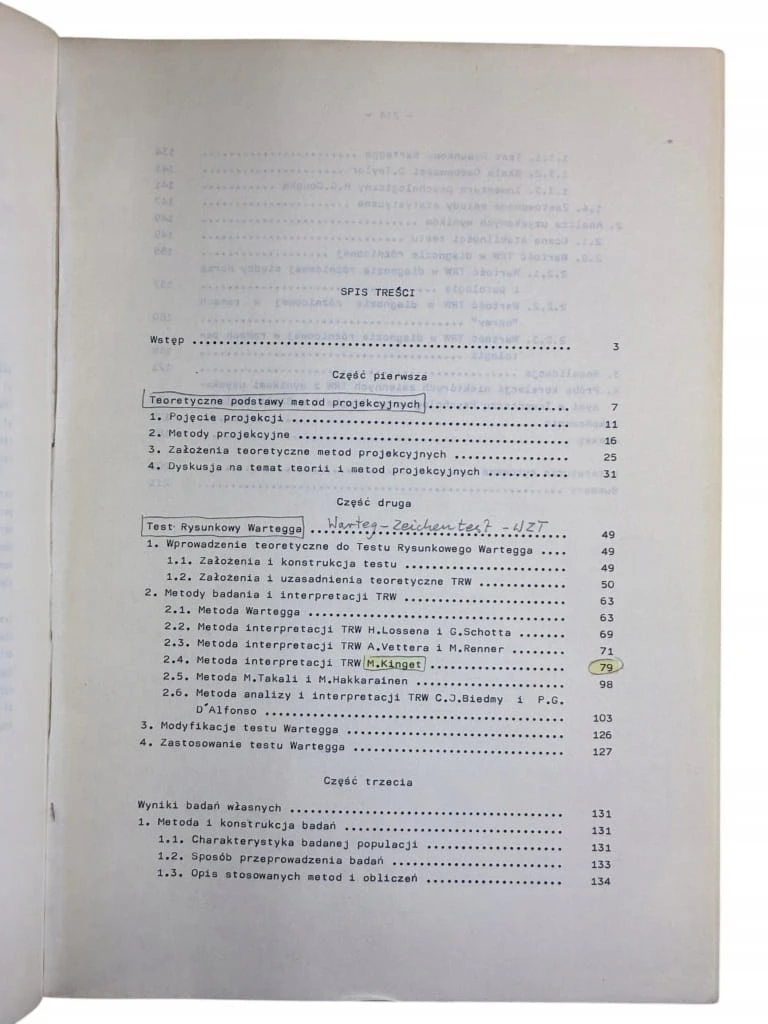 SPIS TREŚCI
Wstęp ........................................................ 3
Część pierwsza
Teoretyczne podstawy metod projekcyjnych .................... 7
1. Pojęcie projekcji ........................................ 11
2. Metody projekcyjne ....................................... 16
3. Założenia teoretyczne metod projekcyjnych ................ 25
4. Dyskusja na temat teorii i metod projekcyjnych ........... 31
Część druga
Test Rysunkowy Wartegga .... Warteg-Zeichentest - WZT 49
1. Wprowadzenie teoretyczne do Testu Rysunkowego Wartegga .... 49
1.1. Założenia i konstrukcja testu ......................... 49
1.2. Założenia i uzasadnienia teoretyczne TRW .............. 50
2. Metody badania i interpretacji TRW ....................... 63
2.1. Metoda Wartegga ....................................... 63
2.2. Metoda interpretacji TRW H.Lossena i G.Schotta ........ 69
2.3. Metoda interpretacji TRW A.Vettera i M.Renner ......... 71
2.4. Metoda interpretacji TRW M.Kinget ..................... 79
2.5. Metoda M.Takali i M.Hakkarainen ....................... 98
2.6. Metoda analizy i interpretacji TRW C.J.Biedmy i P.G.
D'Alfonso .................................................. 103
3. Modyfikacje testu Wartegga ............................... 126
4. Zastosowanie testu Wartegga .............................. 127
Część trzecia
Wyniki badań własnych ....................................... 131
1. Metoda i konstrukcja badań ............................... 131
1.1. Charakterystyka badanej populacji ..................... 131
1.2. Sposób przeprowadzenia badań .......................... 133
1.3. Opis stosowanych metod i obliczeń ..................... 134